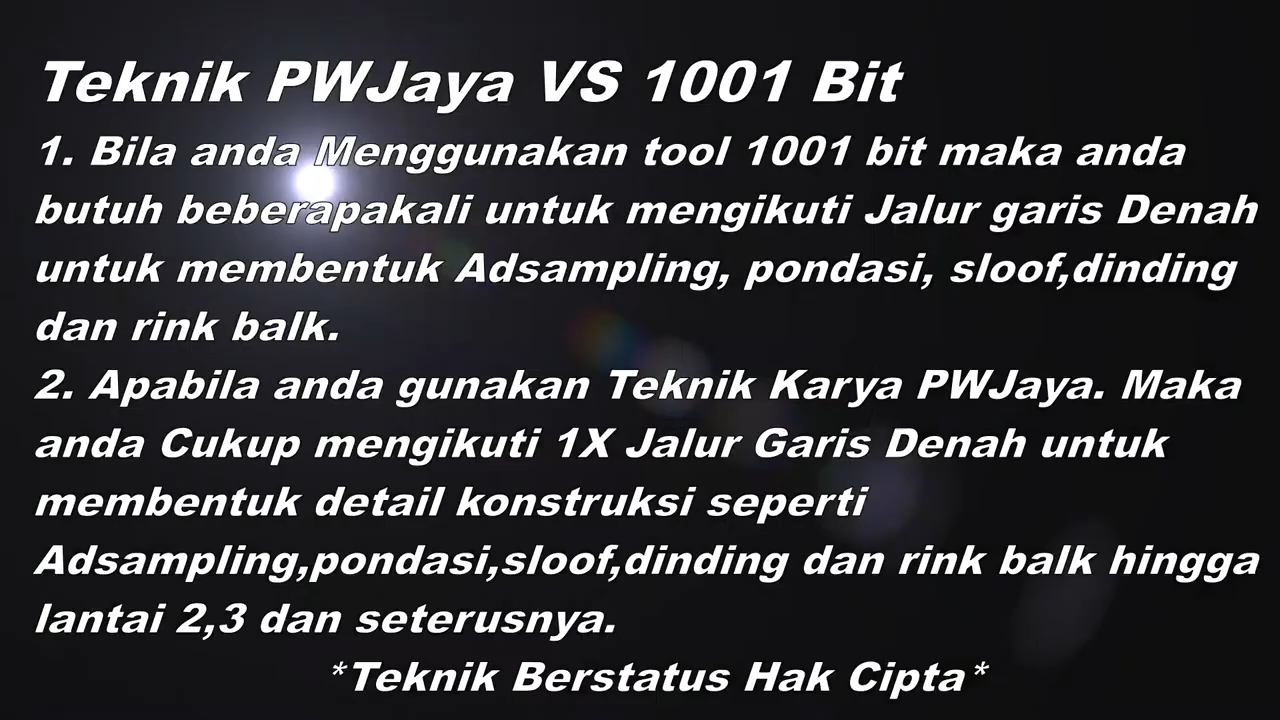 Teknik PWJaya VS 1001 Bit
1. Bila anda Menggunakan tool 1001 bit maka anda
butuh beberapakali untuk mengikuti Jalur garis Denah
untuk membentuk Adsampling, pondasi, sloof,dinding
dan rink balk.
2. Apabila anda gunakan Teknik Karya PWJaya. Maka
anda Cukup mengikuti 1X Jalur Garis Denah untuk
membentuk detail konstruksi seperti
Adsampling,pondasi,sloof,dinding dan rink balk hingga
lantai 2,3 dan seterusnya.
*Teknik Berstatus Hak Cipta*